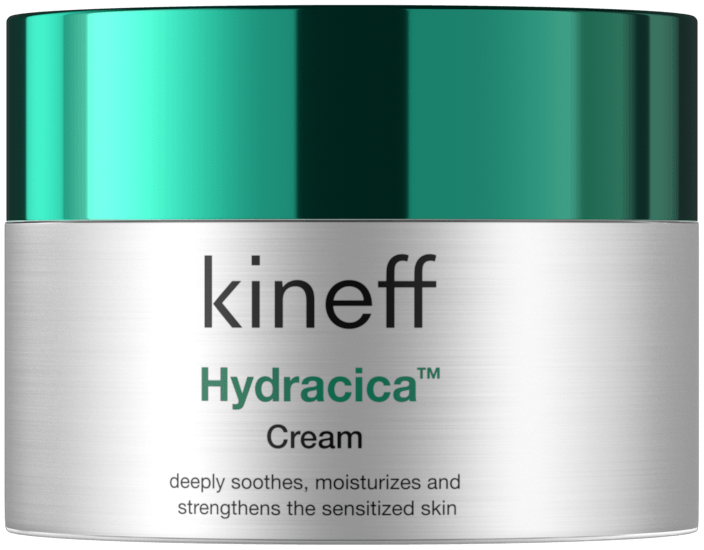 kineff
Hydracica™
Cream
deeply soothes, moisturizes and
strengthens the sensitized skin